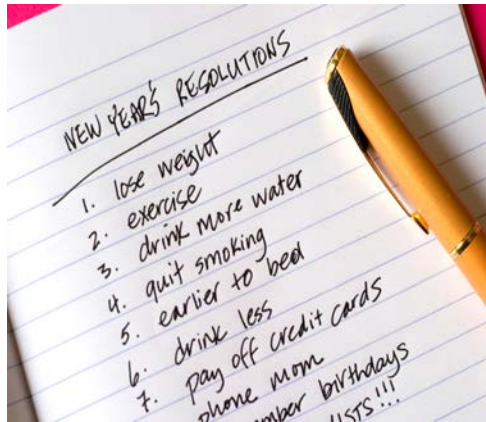 NEW YEAR'S RESOLUTIONS
1. lose weight
2. exercise
3. drink more water
4. quit smoking
5. earlier to bed
6. drink less
7. pay off credit cards
phone mom
birthdays